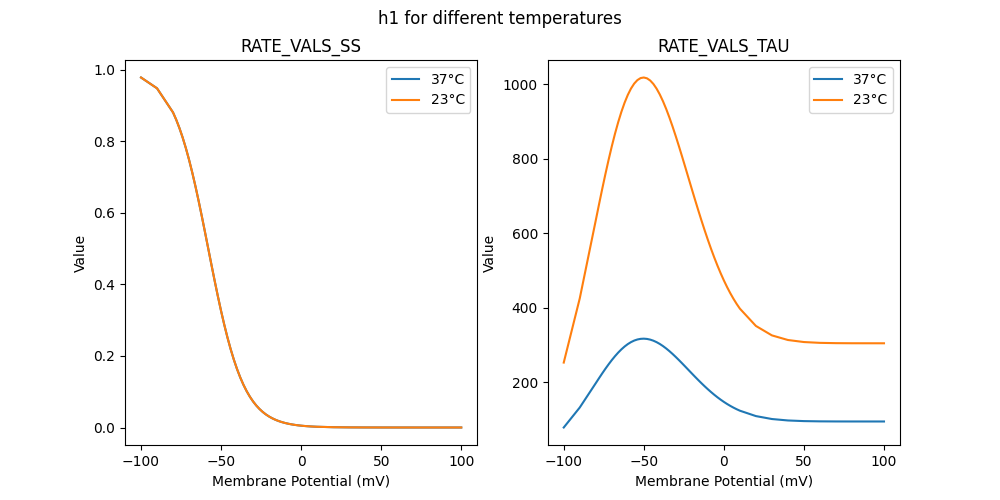 h1 for different temperatures
RATE_VALS_SS
1.0
0.8
0.6
0.4
0.2
0.0
Value
37°C
23°C
−100
−50
0
50
100
Membrane Potential (mV)
RATE_VALS_TAU
1000
800
600
400
200
Value
37°C
23°C
−100
−50
0
50
100
Membrane Potential (mV)